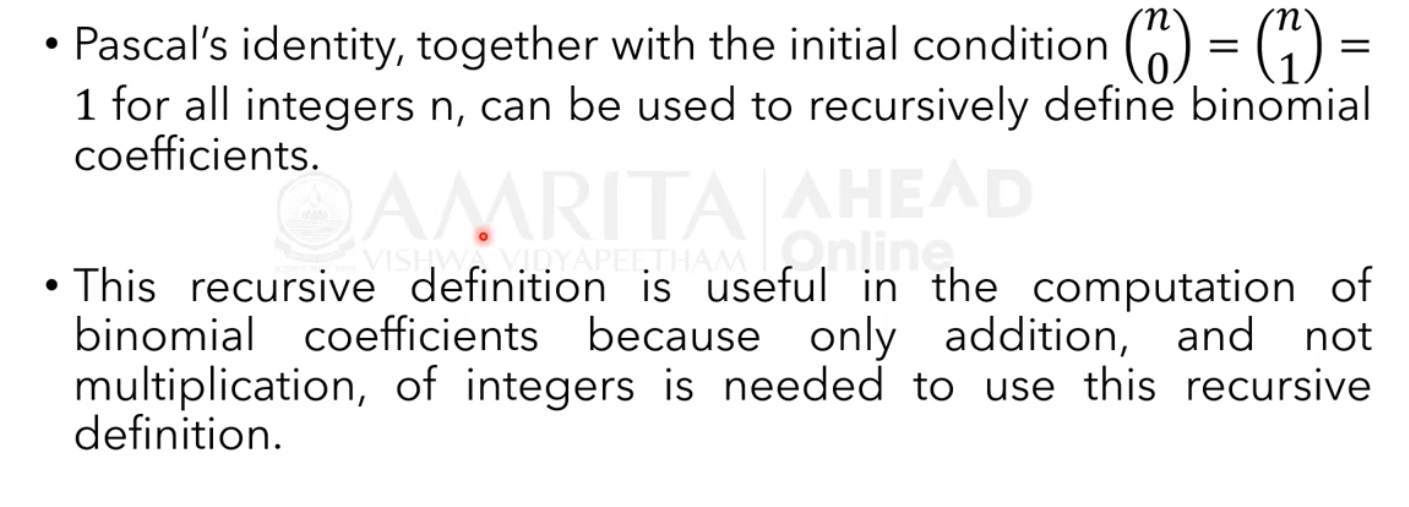 • Pascal's identity, together with the initial condition (n 0) = (n 1) =
1 for all integers n, can be used to recursively define binomial
coefficients.
AMRITA AHEAD
VISHWA VIDYAPEETHAM Online
• This recursive definition is useful in the computation of
binomial coefficients because only addition, and not
multiplication, of integers is needed to use this recursive
definition.